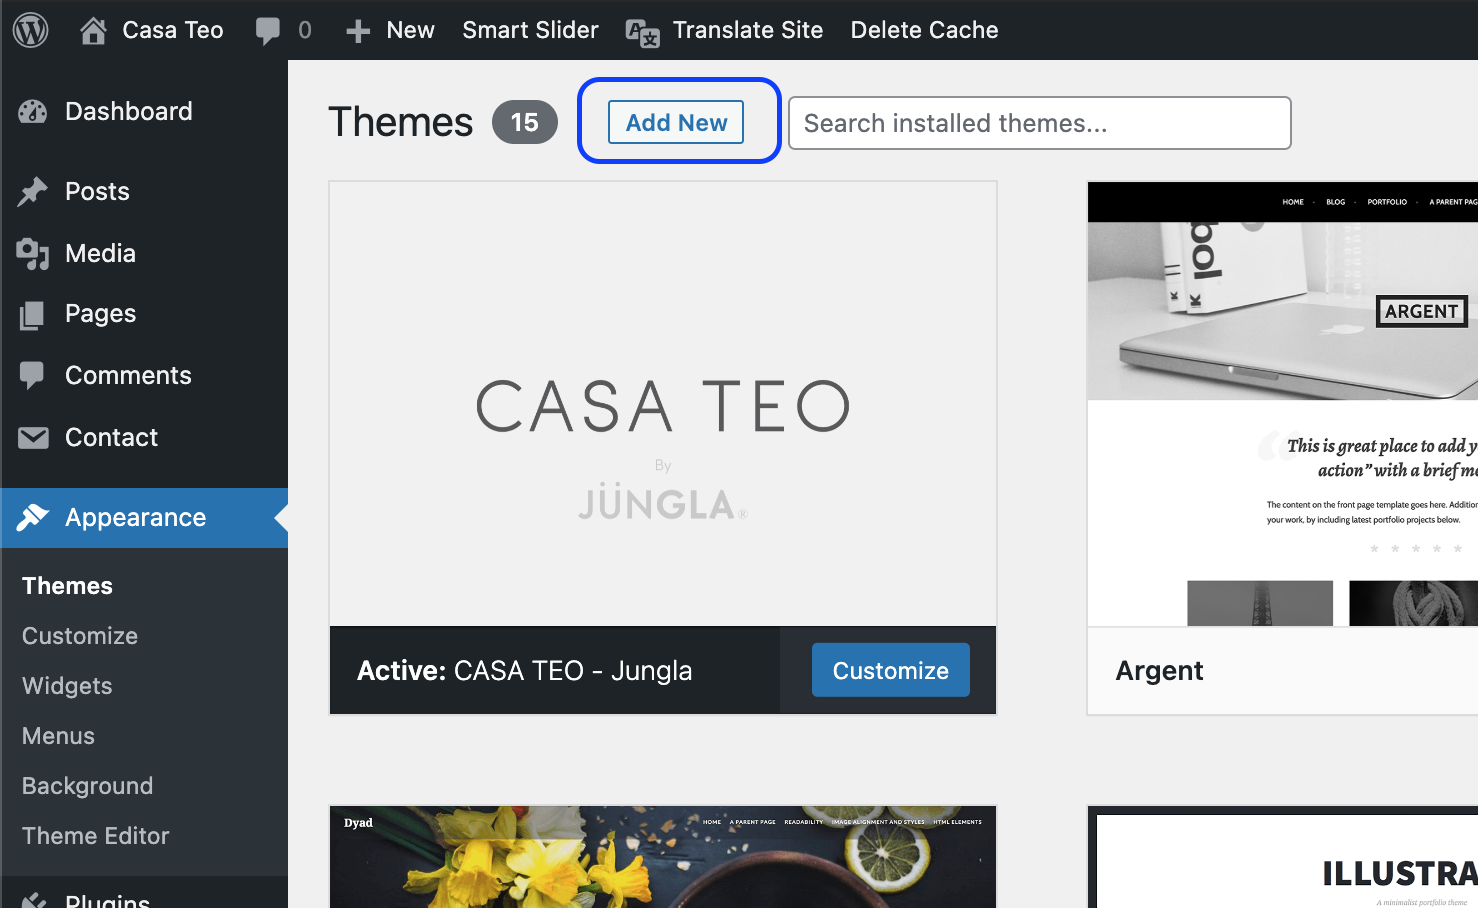 Casa Teo 0 New Smart Slider Translate Site Delete Cache
Dashboard
Posts
Media
Pages
Comments
Contact
Appearance
Themes
Customize
Widgets
Menus
Background
Theme Editor
Plugins
Themes 15 Add New Search installed themes...
CASA TEO
By
JÜNGLA®
Active: CASA TEO - Jungla Customize
HOME BLOG PORTFOLIO A PARENT PAG
ARGENT
This is great place to add y
action” with a brief m
The content on the front page template goes here. Addition
your work, by including latest portfolio projects below.
* * * * *
Argent
Dyad HOME A PARENT PAGE READABILITY IMAGE ALIGNMENT AND STYLES HTML ELEMENTS
ILLUSTRA
A minimalist portfolio theme